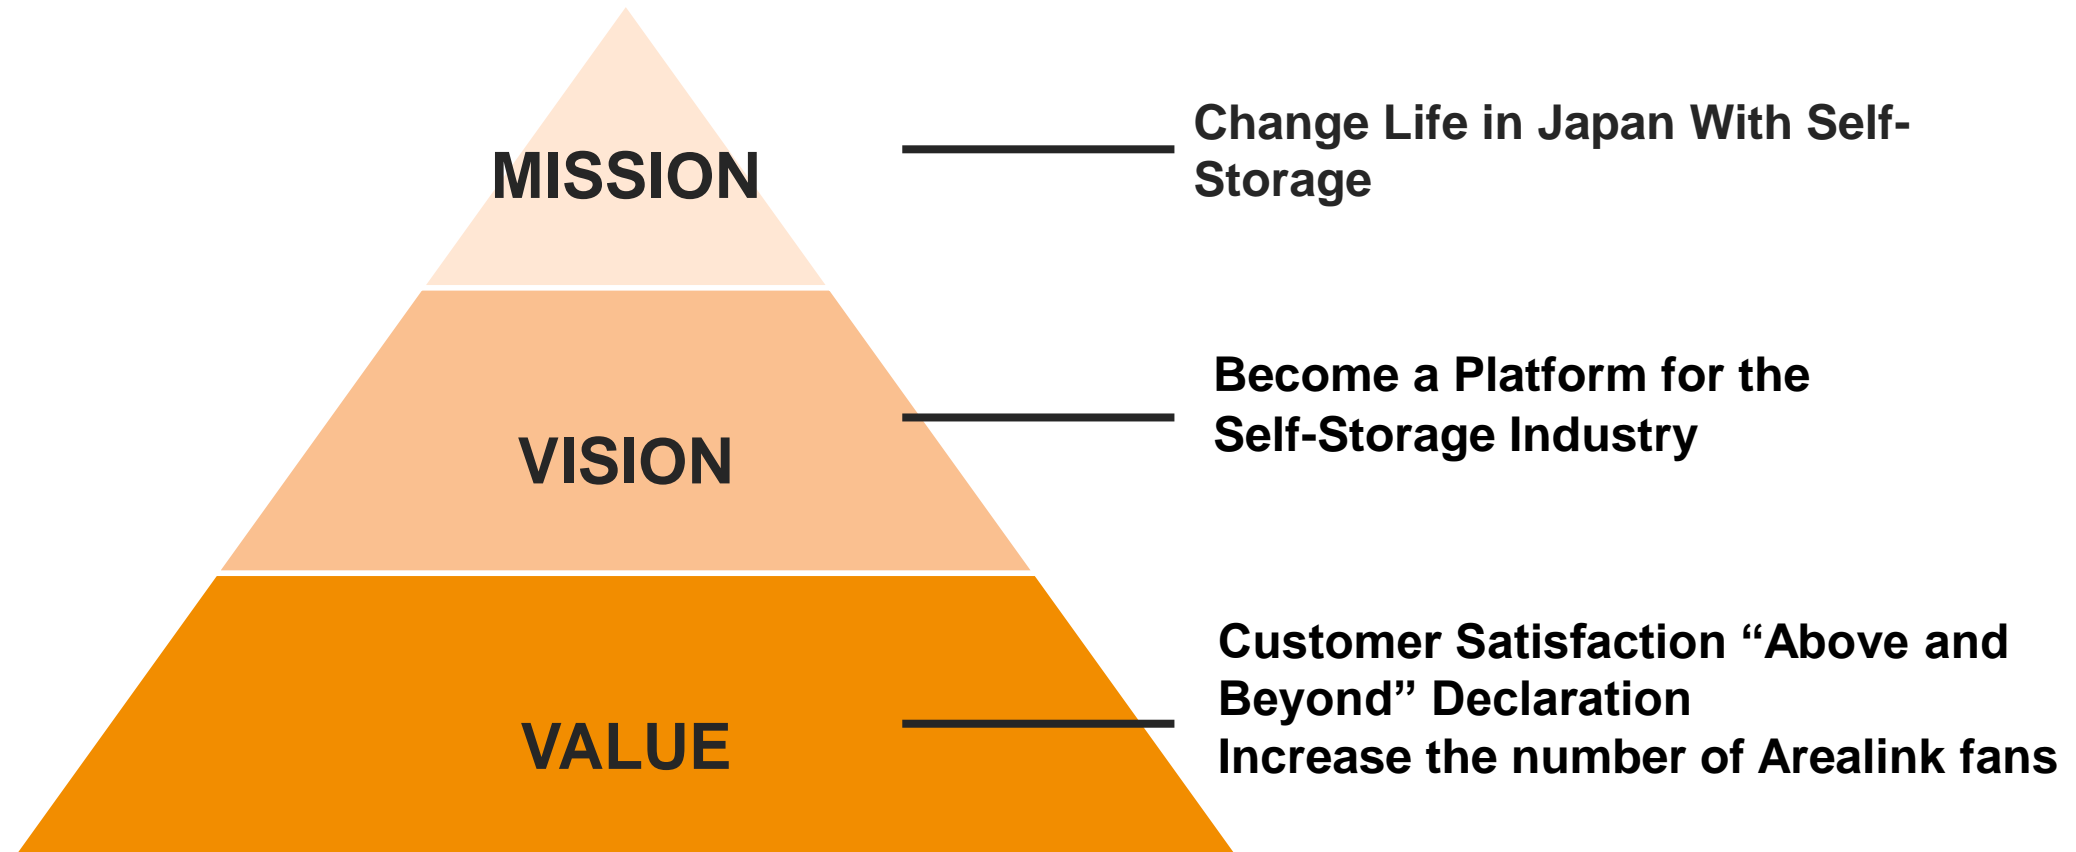 MISSION
Change Life in Japan With Self-
Storage
VISION
Become a Platform for the
Self-Storage Industry
VALUE
Customer Satisfaction “Above and
Beyond” Declaration
Increase the number of Arealink fans